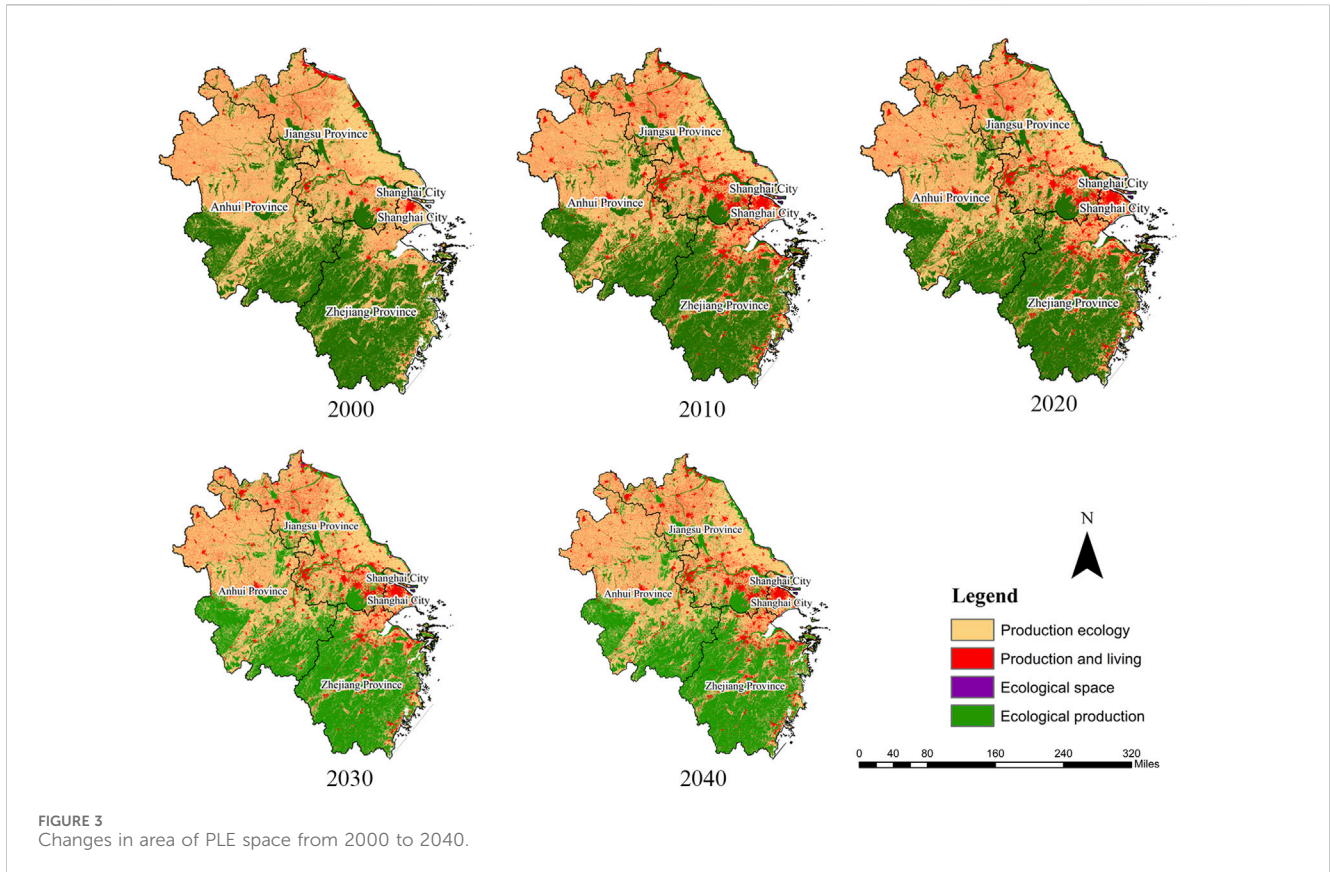 Jiangsu Province
Shanghai City
Anhui Province
Shanghai City
Zhejiang Province
2000
Jiangsu Province
Shanghai City
Anhui Province
Shanghai City
Zhejiang Province
2010
Jiangsu Province
Shanghai City
Anhui Province
Shanghai City
Zhejiang Province
2020
Jiangsu Province
Shanghai City
Anhui Province
Shanghai City
Zhejiang Province
2030
Jiangsu Province
Shanghai City
Anhui Province
Shanghai City
Zhejiang Province
2040
N
Legend
Production ecology
Production and living
Ecological space
Ecological production
0 40 80 160 240 320
Miles
FIGURE 3
Changes in area of PLE space from 2000 to 2040.